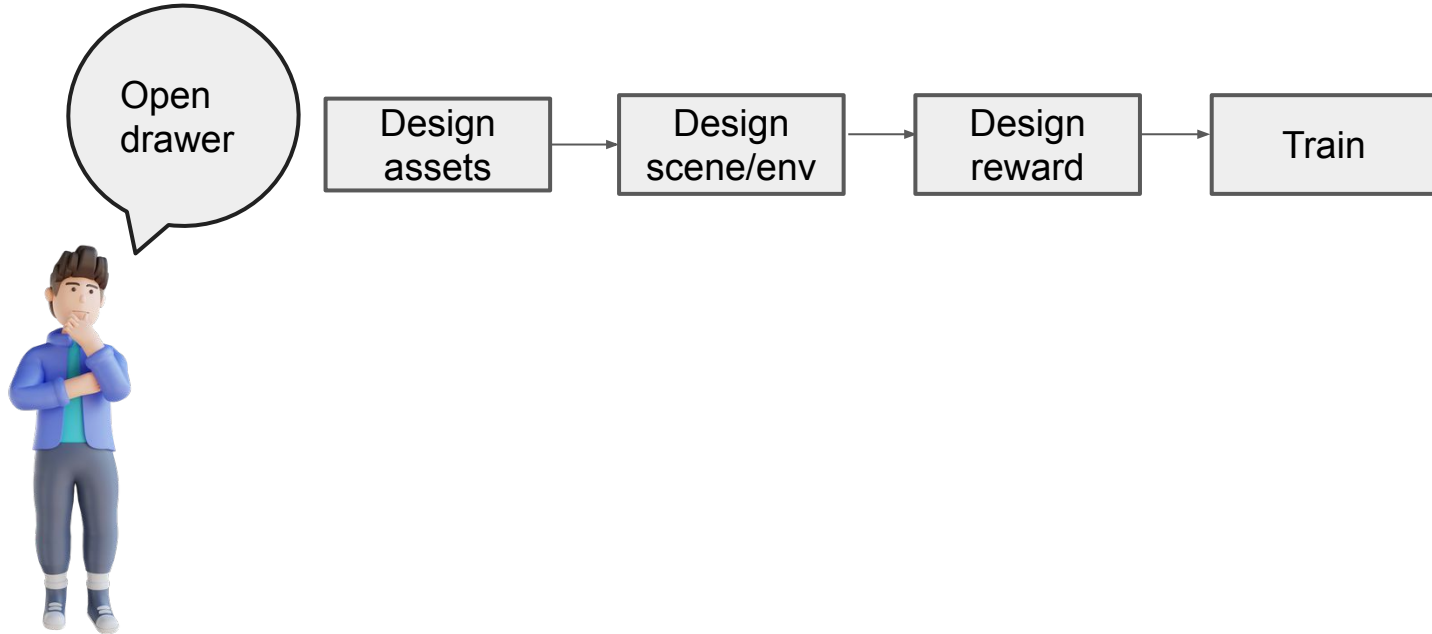 Open
drawer
Design
assets
Design
scene/env
Design
reward
Train